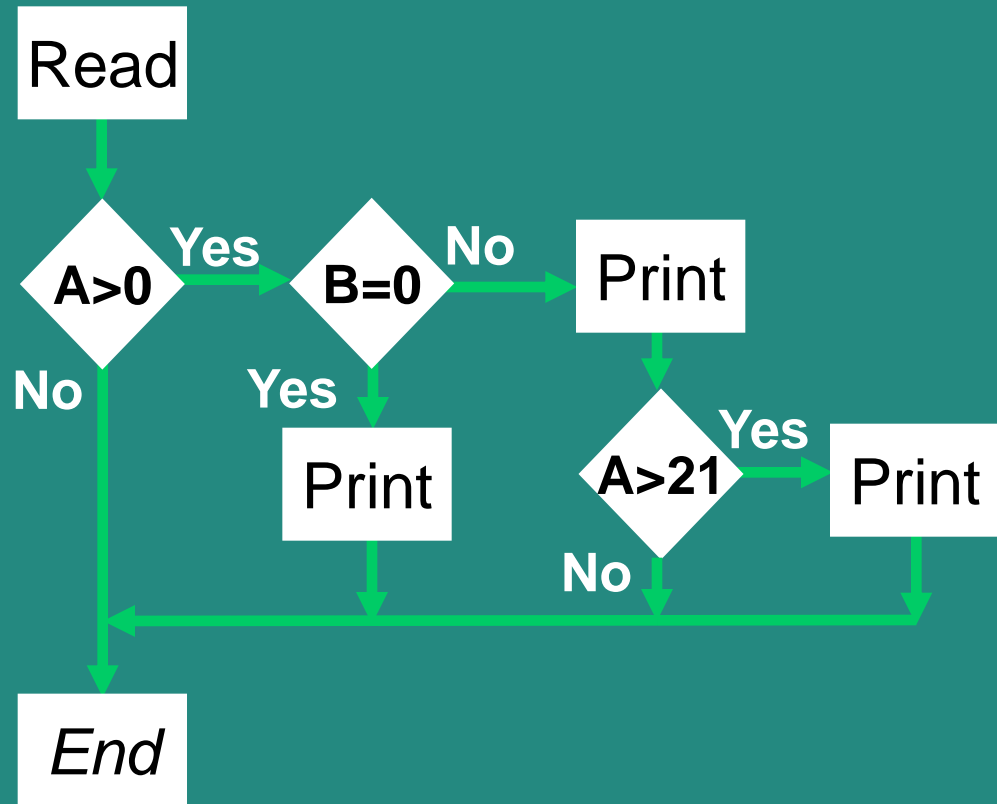 Read
A>0
Yes
B=0
No
Print
No
Yes
Print
A>21
Yes
Print
No
End